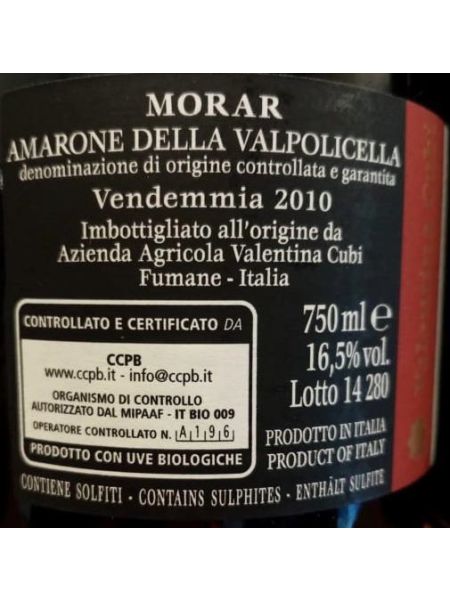 MORAR
AMARONE DELLA VALPOLICELLA
denominazione di origine controllata e garantita
Vendemmia 2010
Imbottigliato all'origine da
Azienda Agricola Valentina Cubi
Fumane - Italia
CONTROLLATO E CERTIFICATO DA
CCPB
www.ccpb.it - info@ccpb.it
ORGANISMO DI CONTROLLO
AUTORIZZATO DAL MIPAAF - IT BIO 009
OPERATORE CONTROLLATO N. A196
PRODOTTO CON UVE BIOLOGICHE
750 ml e
16,5% vol.
Lotto 14 280
PRODOTTO IN ITALIA
PRODUCT OF ITALY
CONTIENE SOLFITI - CONTAINS SULPHITES - ENTHÄLT SULFITE